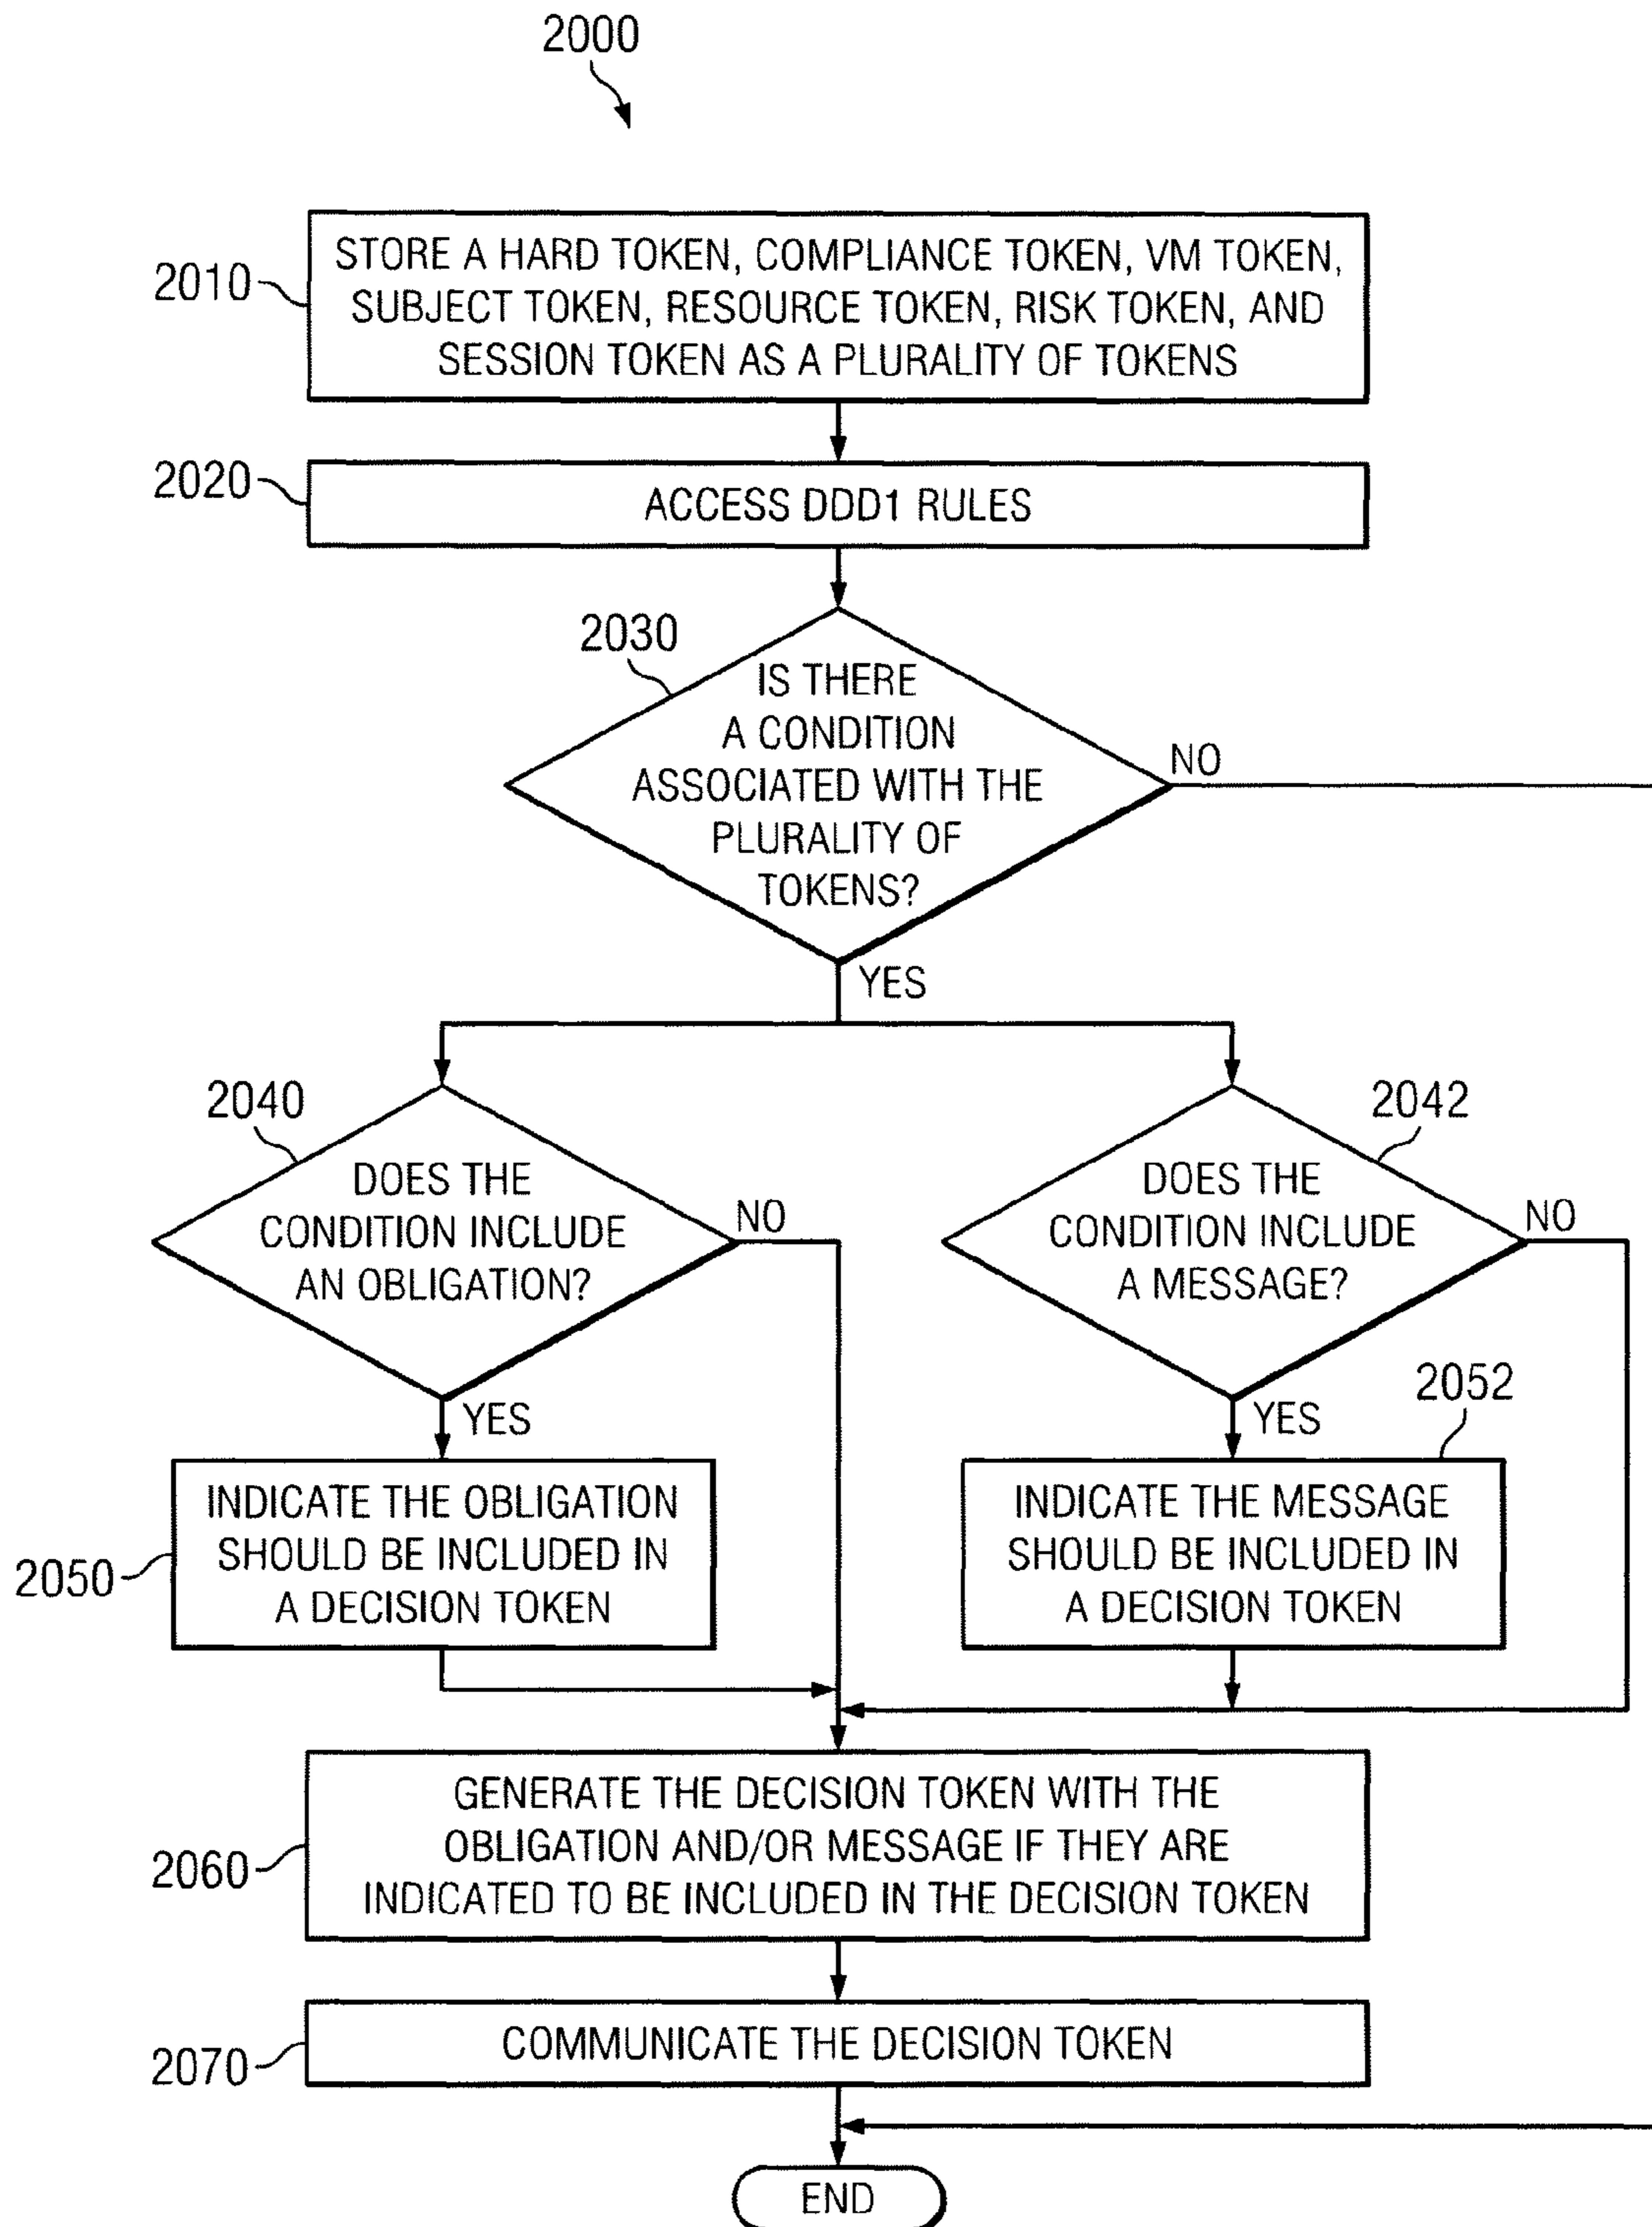 2000
2010
STORE A HARD TOKEN, COMPLIANCE TOKEN, VM TOKEN,
SUBJECT TOKEN, RESOURCE TOKEN, RISK TOKEN, AND
SESSION TOKEN AS A PLURALITY OF TOKENS
2020
ACCESS DDD1 RULES
2030
IS THERE
A CONDITION
ASSOCIATED WITH THE
PLURALITY OF
TOKENS?
NO
YES
2040
DOES THE
CONDITION INCLUDE
AN OBLIGATION?
NO
YES
2042
DOES THE
CONDITION INCLUDE
A MESSAGE?
NO
YES
2050
INDICATE THE OBLIGATION
SHOULD BE INCLUDED IN
A DECISION TOKEN
2052
INDICATE THE MESSAGE
SHOULD BE INCLUDED IN
A DECISION TOKEN
2060
GENERATE THE DECISION TOKEN WITH THE
OBLIGATION AND/OR MESSAGE IF THEY ARE
INDICATED TO BE INCLUDED IN THE DECISION TOKEN
2070
COMMUNICATE THE DECISION TOKEN
END